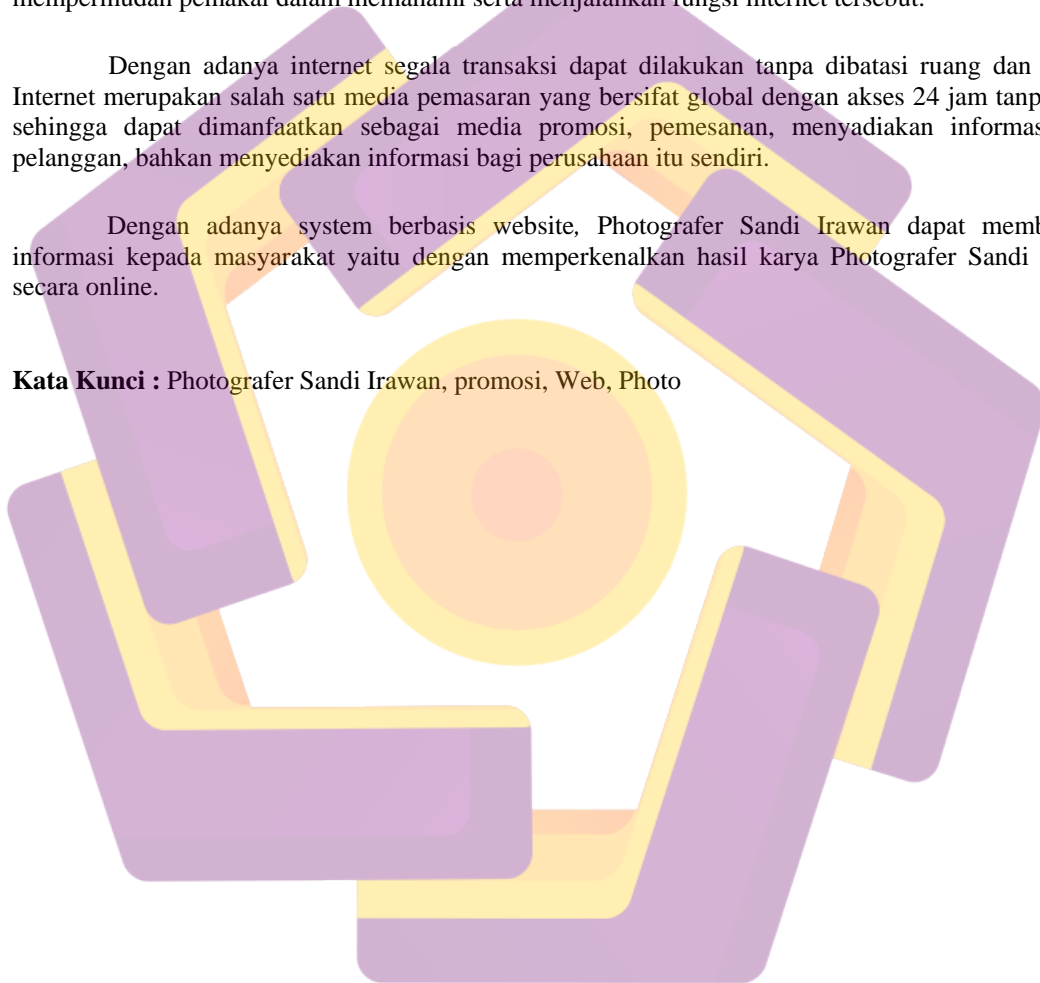 mempermudah pemakai dalam memahami serta menjalankan fungsi internet tersebut.
Dengan adanya internet segala transaksi dapat dilakukan tanpa dibatasi ruang dan
Internet merupakan salah satu media pemasaran yang bersifat global dengan akses 24 jam tanp
sehingga dapat dimanfaatkan sebagai media promosi, pemesanan, menyadiakan informas
pelanggan, bahkan menyediakan informasi bagi perusahaan itu sendiri.
Dengan adanya system berbasis website, Photografer Sandi Irawan dapat memb
informasi kepada masyarakat yaitu dengan memperkenalkan hasil karya Photografer Sandi
secara online.
Kata Kunci : Photografer Sandi Irawan, promosi, Web, Photo